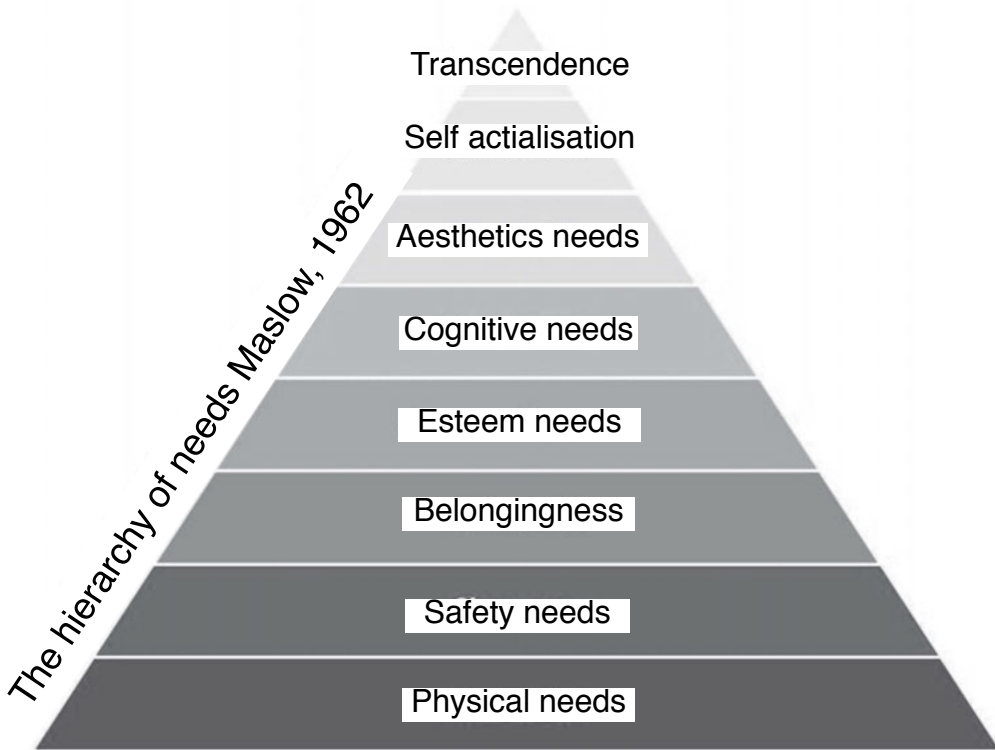 Transcendence
Self actialisation
Aesthetics needs
Cognitive needs
Esteem needs
Belongingness
Safety needs
Physical needs
The hierarchy of needs Maslow, 1962